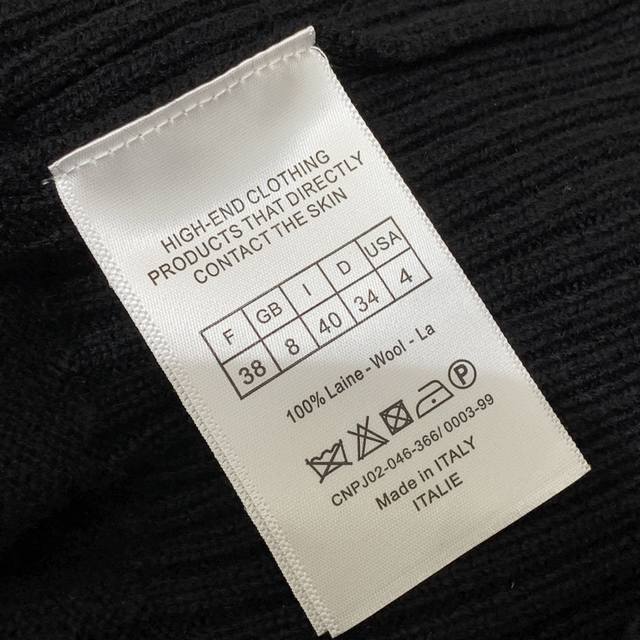 HIGH-END CLOTHING
PRODUCTS THAT DIRECTLY
CONTACT THE SKIN
F GB I D USA
38 8 40 34 4
100% Laine - Wool - La
P
CNPJ02-046-366/0003-99
Made in ITALY
ITALIE